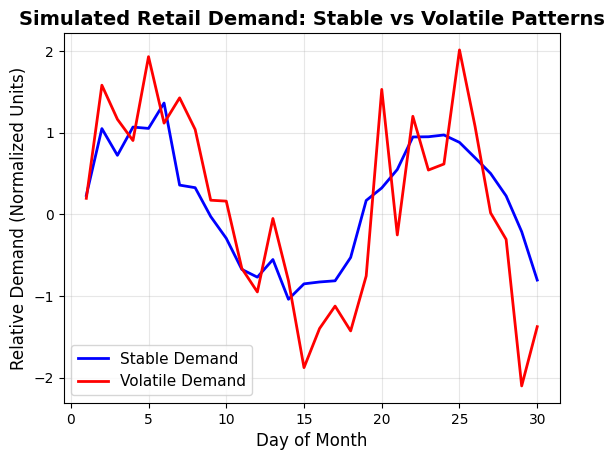 Simulated Retail Demand: Stable vs Volatile Patterns
Relative Demand (Normalized Units)
2
1
0
−1
−2
Stable Demand
Volatile Demand
0 5 10 15 20 25 30
Day of Month